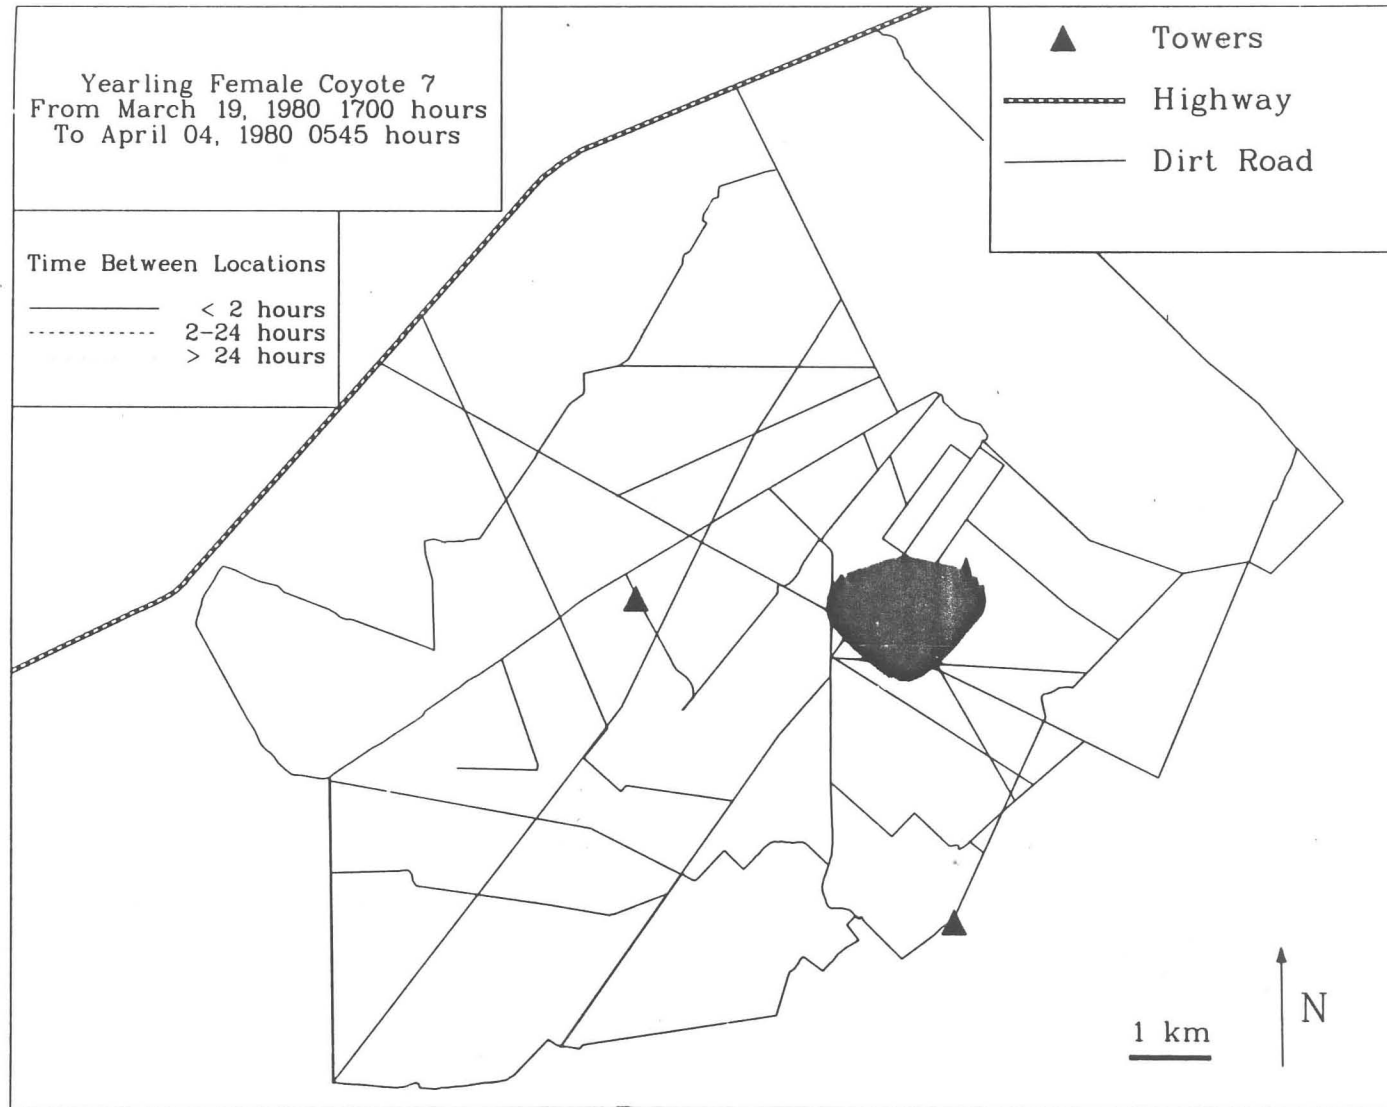 Yearling Female Coyote 7
From March 19, 1980 1700 hours
To April 04, 1980 0545 hours
Time Between Locations
< 2 hours
2-24 hours
> 24 hours
Towers
Highway
Dirt Road
N
1 km